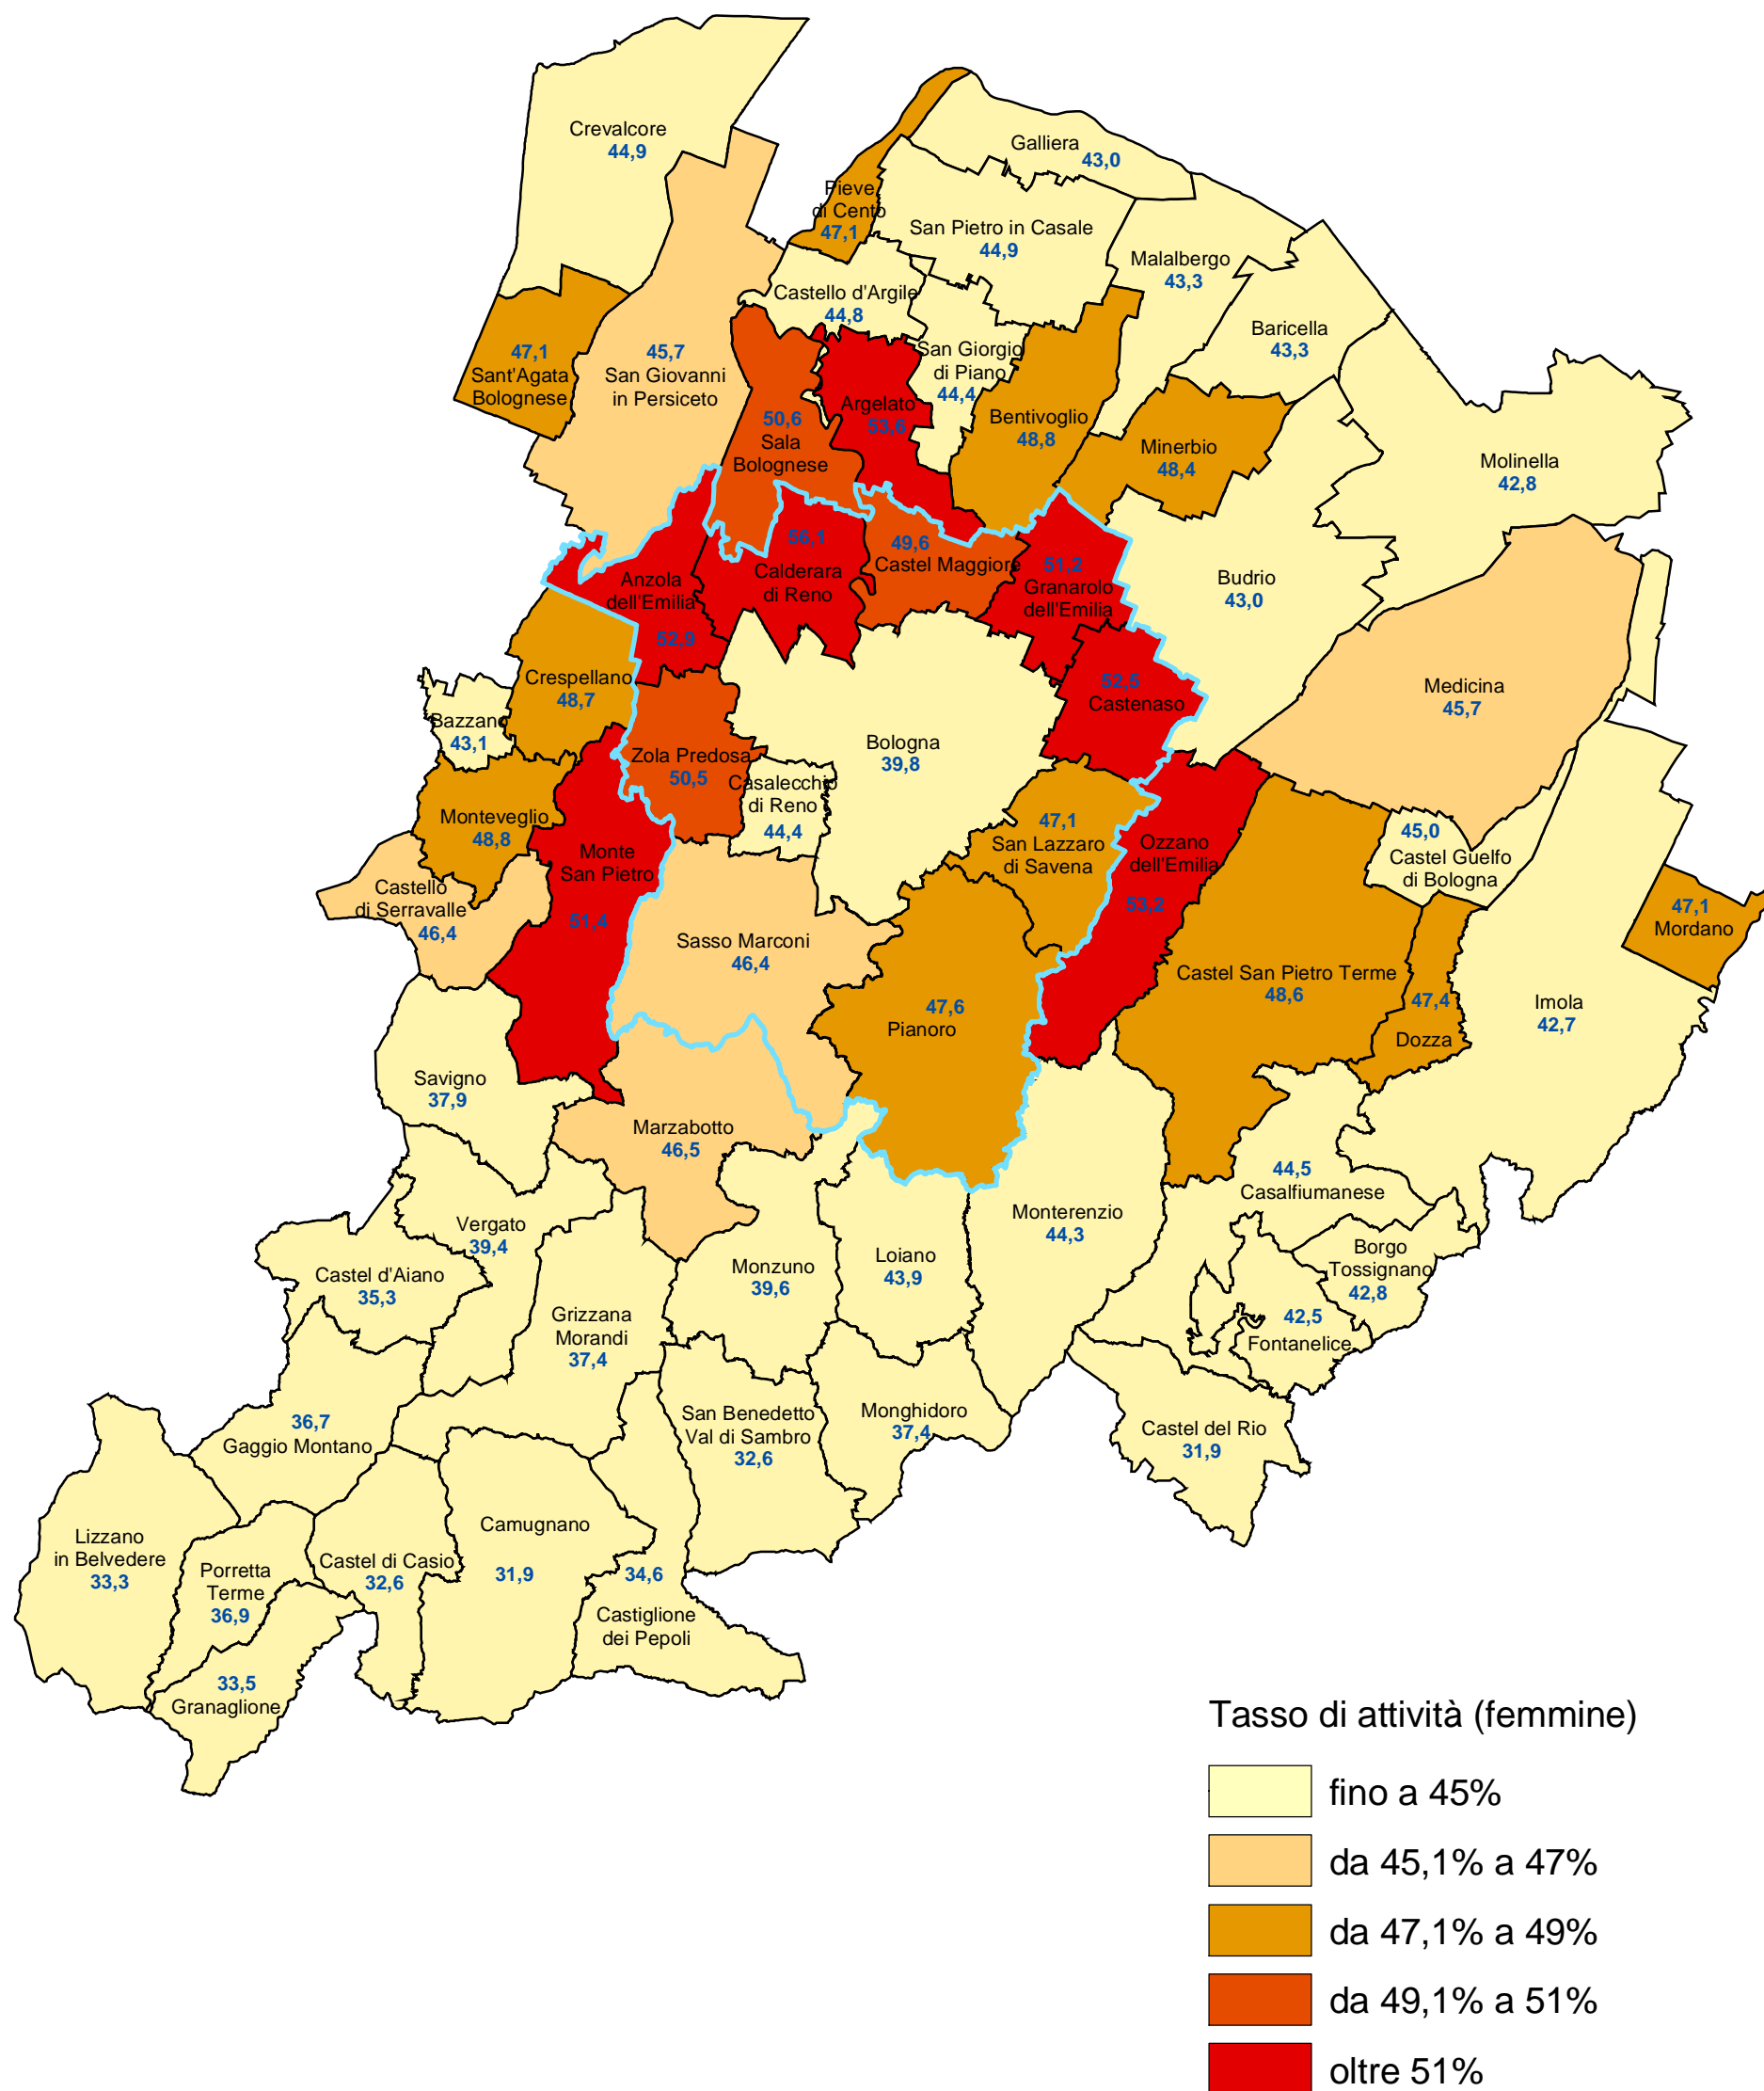 Crevalcore
44,9
Galliera
43,0
Pieve
di Cento
47,1
San Pietro in Casale
44,9
Malalbergo
43,3
Castello d'Argile
44,8
Baricella
43,3
47,1
Sant'Agata
Bolognese
45,7
San Giovanni
in Persiceto
San Giorgio
di Piano
44,4
Argelato
53,6
50,6
Sala
Bolognese
Bentivoglio
48,8
Minerbio
48,4
Molinella
42,8
56,1
Calderara
di Reno
49,6
Castel Maggiore
51,2
Granarolo
dell'Emilia
Budrio
43,0
Anzola
dell'Emilia
52,9
Crespellano
48,7
52,5
Castenaso
Medicina
45,7
Bazzano
43,1
Bologna
39,8
Zola Predosa
50,5
Casalecchio
di Reno
44,4
Monteveglio
48,8
47,1
San Lazzaro
di Savena
Ozzano
dell'Emilia
53,2
45,0
Castel Guelfo
di Bologna
Monte
San Pietro
51,4
Castello
di Serravalle
46,4
47,1
Mordano
Sasso Marconi
46,4
Castel San Pietro Terme
48,6
47,4
Dozza
Imola
42,7
47,6
Pianoro
Savigno
37,9
Marzabotto
46,5
44,5
Casalfiumanese
Vergato
39,4
Monterenzio
44,3
Castel d'Aiano
35,3
Monzuno
39,6
Loiano
43,9
Borgo
Tossignano
42,8
42,5
Fontanelice
Grizzana
Morandi
37,4
36,7
Gaggio Montano
San Benedetto
Val di Sambro
32,6
Monghidoro
37,4
Castel del Rio
31,9
Lizzano
in Belvedere
33,3
Porretta
Terme
36,9
Castel di Casio
32,6
Camugnano
31,9
34,6
Castiglione
dei Pepoli
33,5
Granaglione
Tasso di attività (femmine)
fino a 45%
da 45,1% a 47%
da 47,1% a 49%
da 49,1% a 51%
oltre 51%